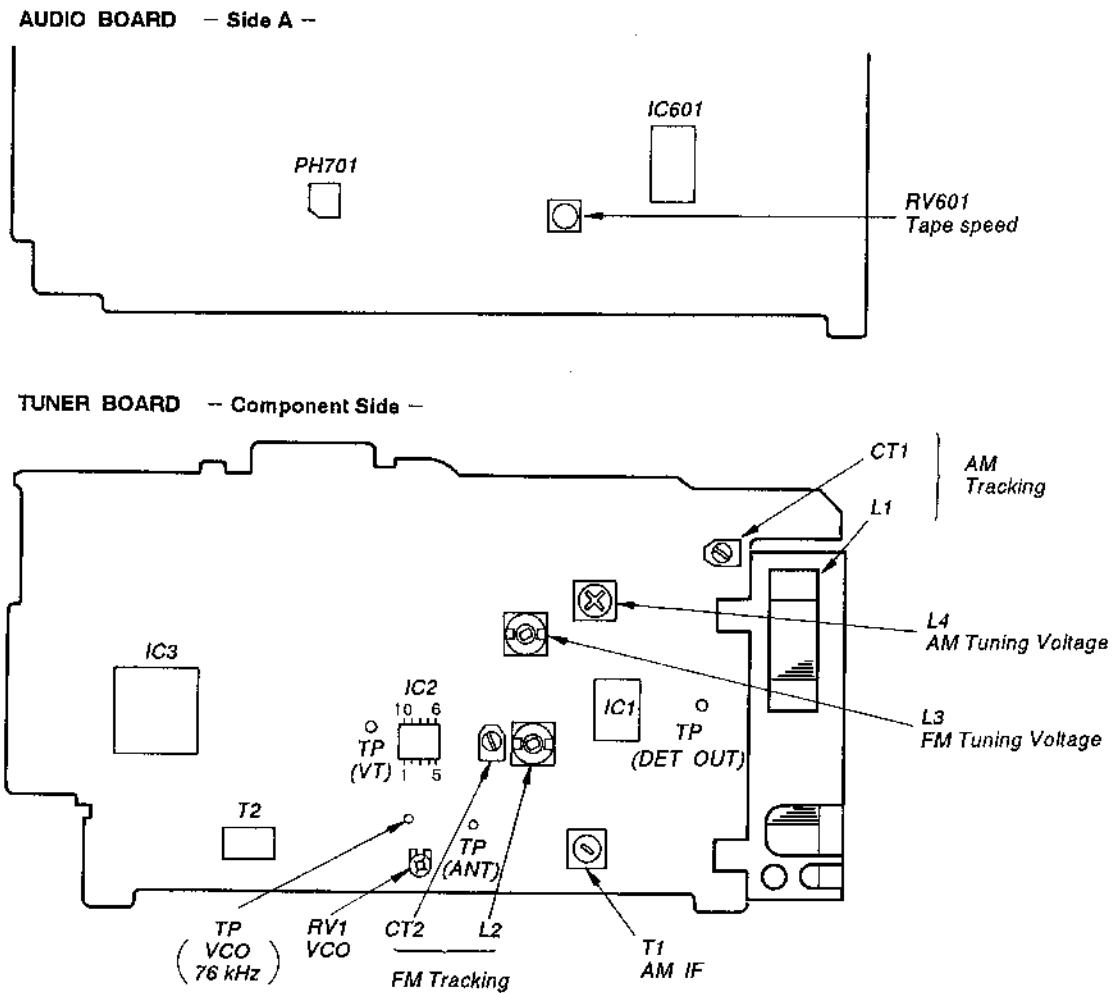 AUDIO BOARD – Side A –
IC601
PH701
RV601
Tape speed
TUNER BOARD – Component Side –
CT1
AM
Tracking
L1
L4
AM Tuning Voltage
IC3
IC2
10 6
1 5
IC1
TP
(VT)
TP
(DET OUT)
L3
FM Tuning Voltage
T2
TP
(ANT)
TP
VCO
76 kHz
RV1
VCO
CT2
L2
FM Tracking
T1
AM IF